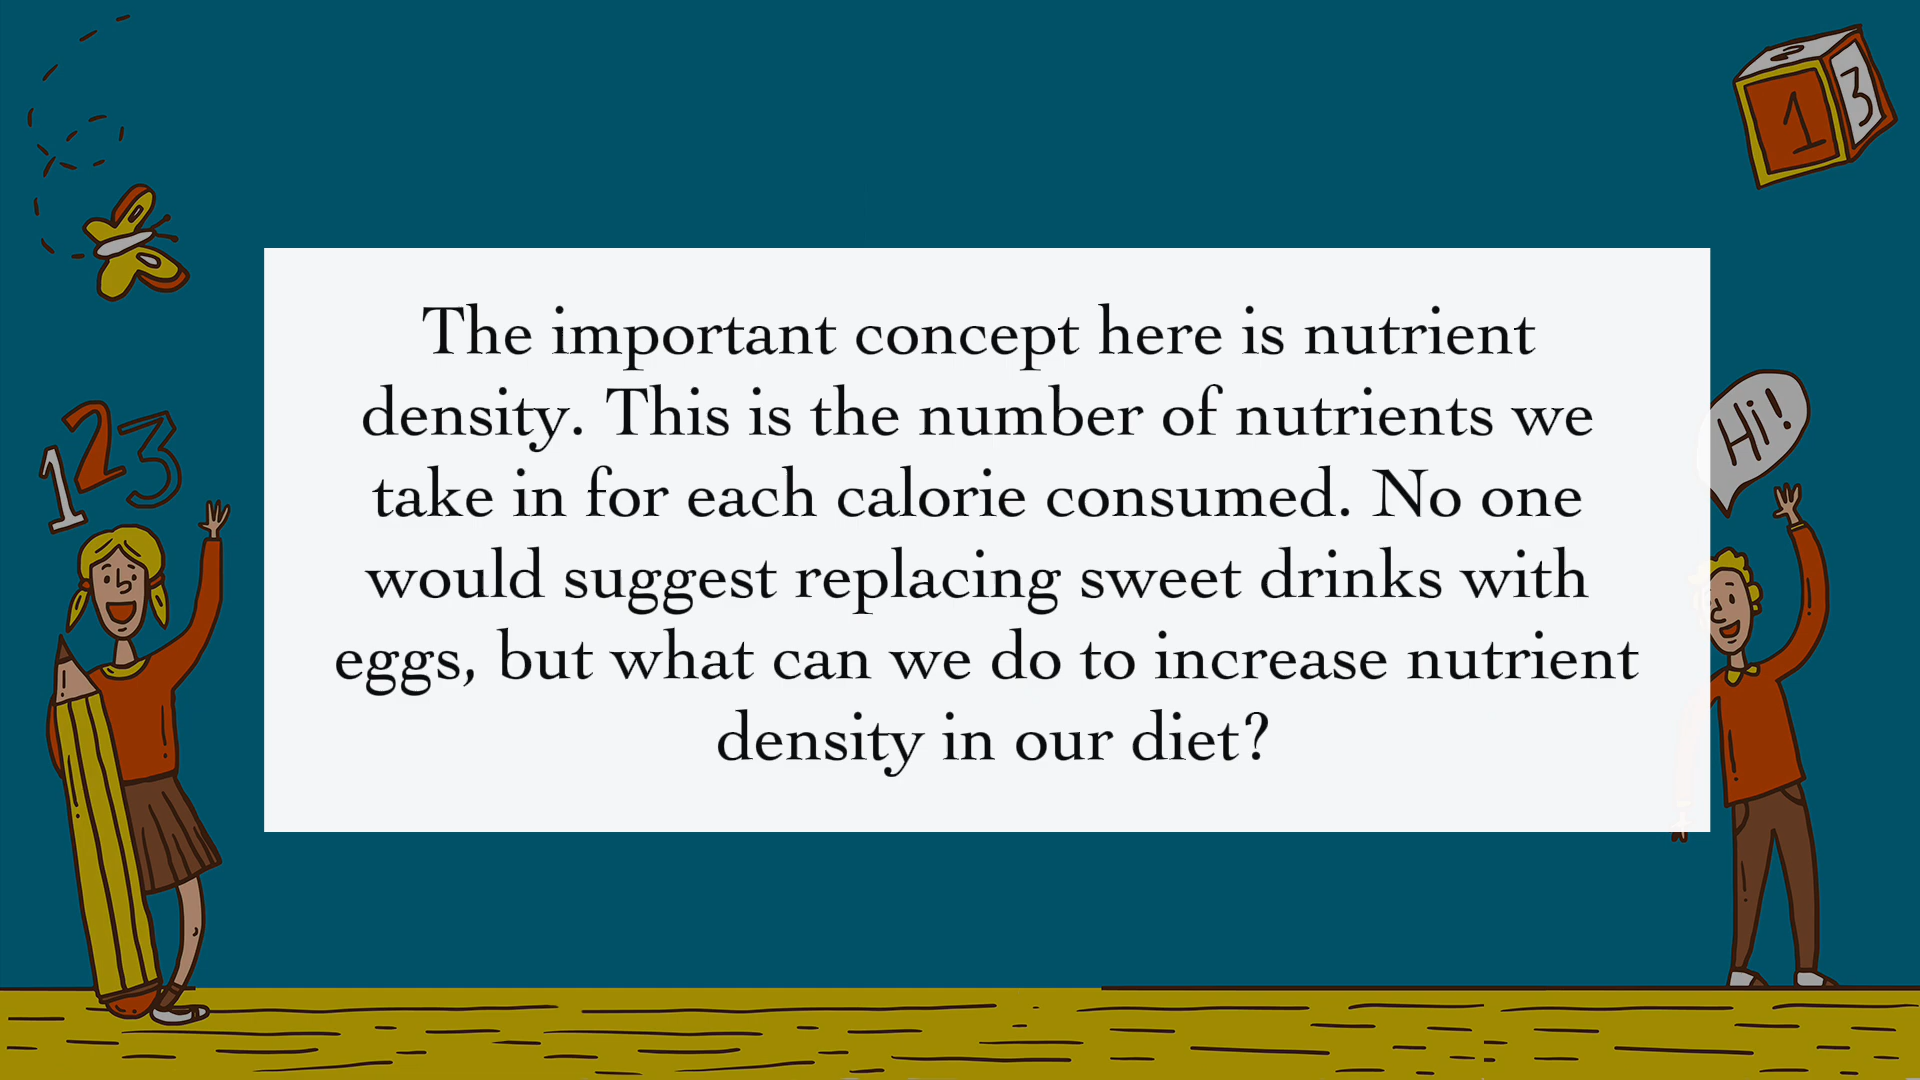 The important concept here is nutrient
density. This is the number of nutrients we
take in for each calorie consumed. No one
would suggest replacing sweet drinks with
eggs, but what can we do to increase nutrient
density in our diet?
1 3
Hi!
123